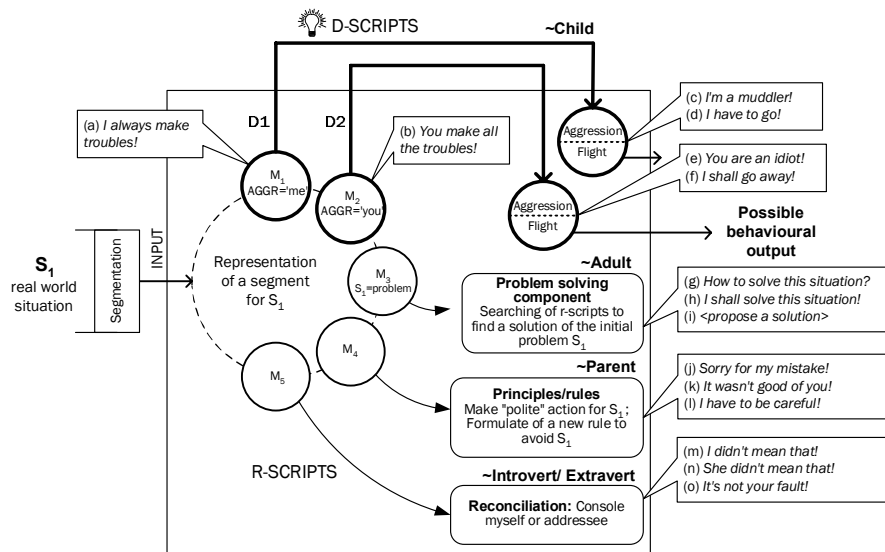 D-SCRIPTS
~Child
(a) I always make
troubles!
D1
D2
(b) You make all
the troubles!
Aggression
Flight
(c) I'm a muddler!
(d) I have to go!
M1
AGGR='me'
M2
AGGR='you'
Aggression
Flight
(e) You are an idiot!
(f) I shall go away!
Possible
behavioural
output
S1
real world
situation
Segmentation
INPUT
Representation
of a segment
for S1
M3
S1=problem
~Adult
Problem solving
component
Searching of r-scripts to
find a solution of the initial
problem S1
(g) How to solve this situation?
(h) I shall solve this situation!
(i) <propose a solution>
M4
M5
~Parent
Principles/rules
Make "polite" action for S1;
Formulate of a new rule to
avoid S1
(j) Sorry for my mistake!
(k) It wasn't good of you!
(l) I have to be careful!
R-SCRIPTS
~Introvert/ Extravert
Reconciliation: Console
myself or addressee
(m) I didn't mean that!
(n) She didn't mean that!
(o) It's not your fault!